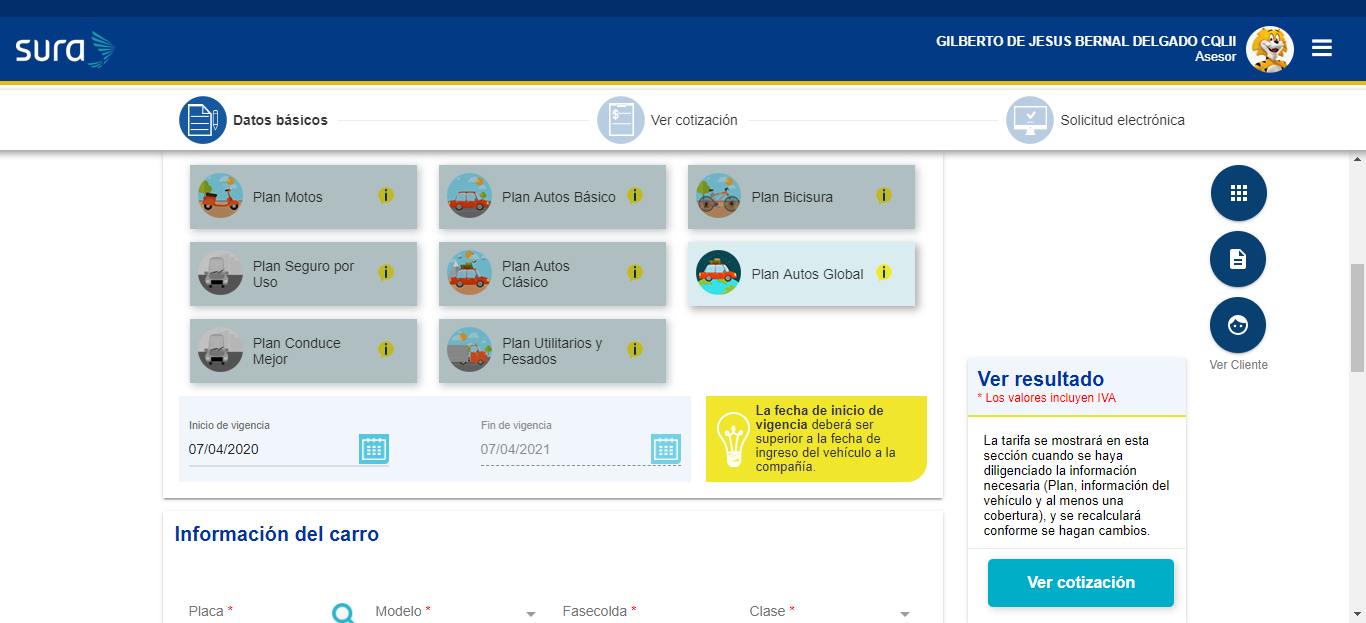 sura
GILBERTO DE JESUS BERNAL DELGADO CQLII
Asesor
Datos básicos
Ver cotización
Solicitud electrónica
Plan Motos
Plan Autos Básico
Plan Bicisura
Plan Seguro por
Uso
Plan Autos
Clásico
Plan Autos Global
Plan Conduce
Mejor
Plan Utilitarios y
Pesados
Inicio de vigencia
07/04/2020
Fin de vigencia
07/04/2021
La fecha de inicio de
vigencia deberá ser
superior a la fecha de
ingreso del vehículo a la
compañía.
Ver Cliente
Ver resultado
* Los valores incluyen IVA
La tarifa se mostrará en esta
sección cuando se haya
diligenciado la información
necesaria (Plan, información del
vehículo y al menos una
cobertura), y se recalculará
conforme se hagan cambios.
Ver cotización
Información del carro
Placa *
Modelo *
Fasecolda *
Clase *